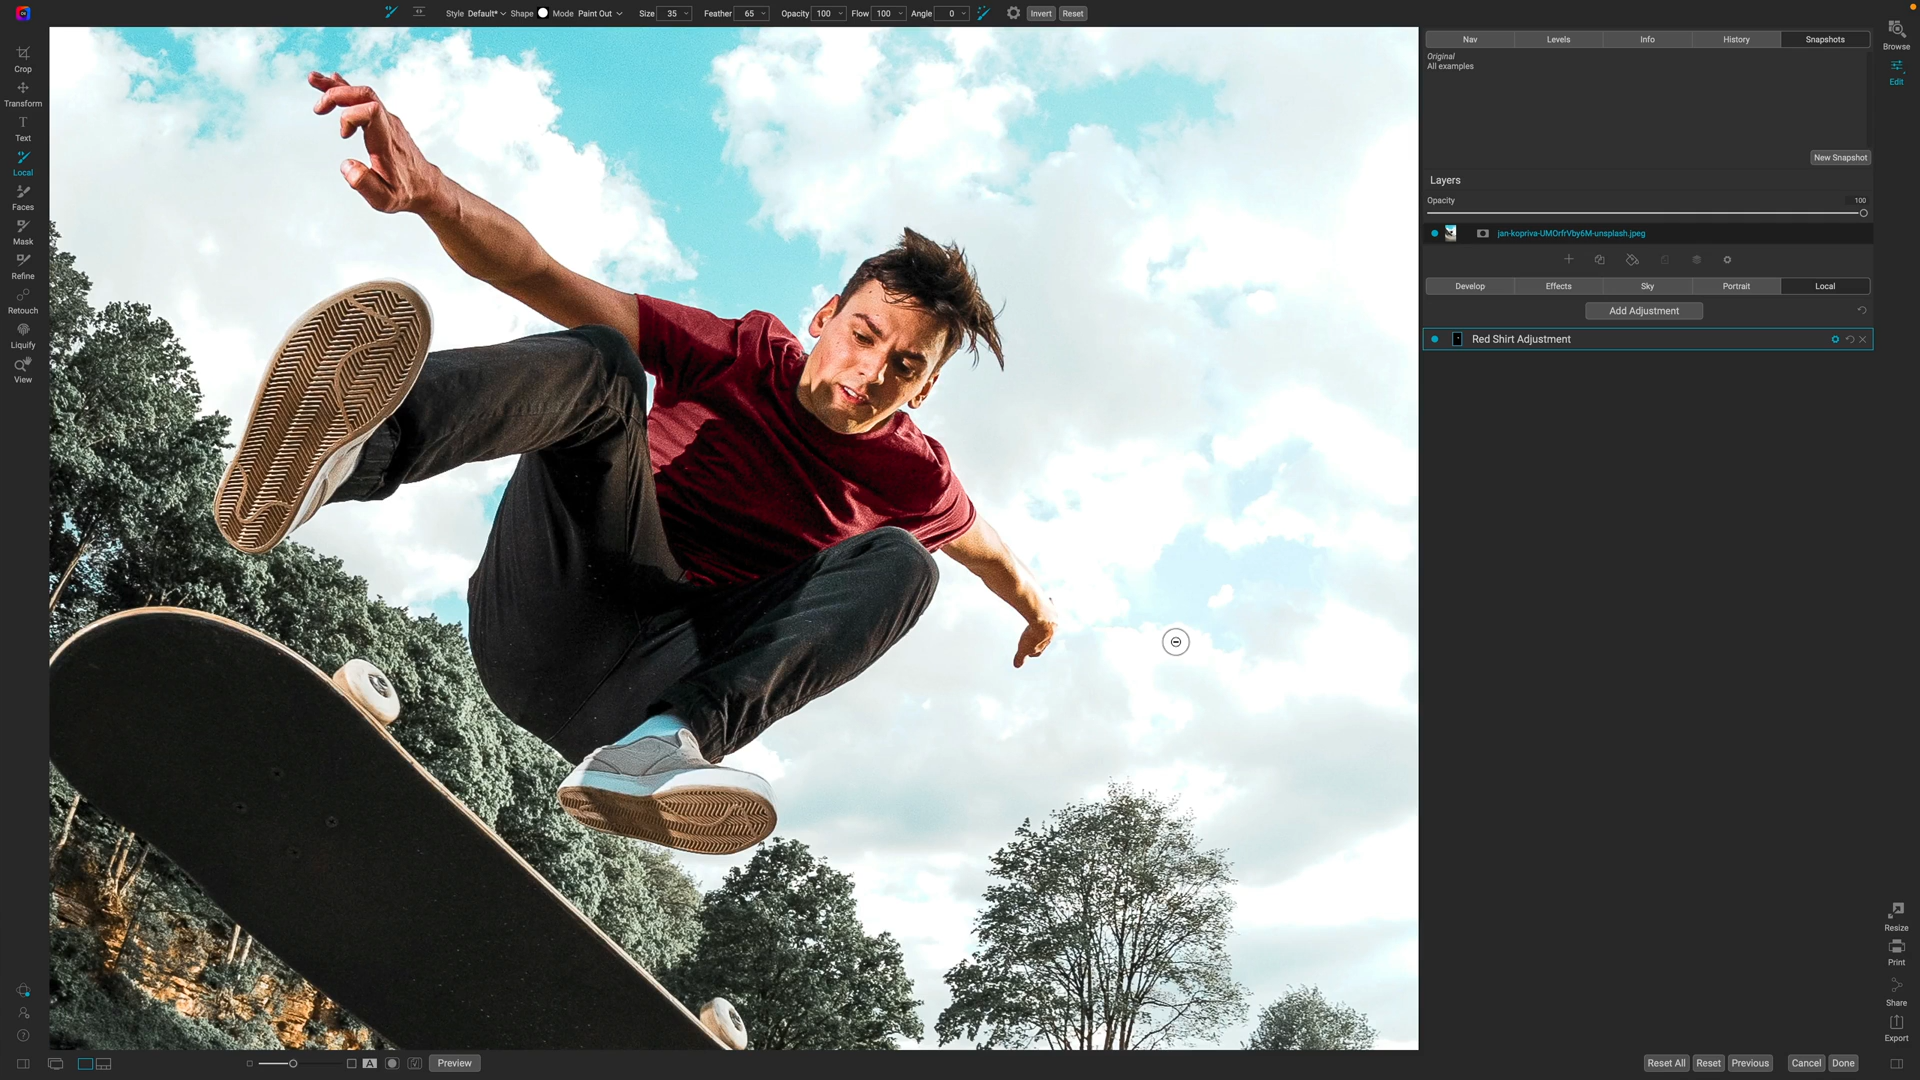 Style Default* Shape Mode Paint Out Size 35 Feather 65 Opacity 100 Flow 100 Angle 0 Invert Reset
Crop
Transform
Text
Local
Faces
Mask
Refine
Retouch
Liquify
View
Nav Levels Info History Snapshots
Original
All examples
New Snapshot
Layers
Opacity 100
jan-kopriva-UMOrfrVby6M-unsplash.jpeg
Develop Effects Sky Portrait Local
Add Adjustment
Red Shirt Adjustment
Browse
Edit
Resize
Print
Share
Export
A Preview
Reset All Reset Previous Cancel Done